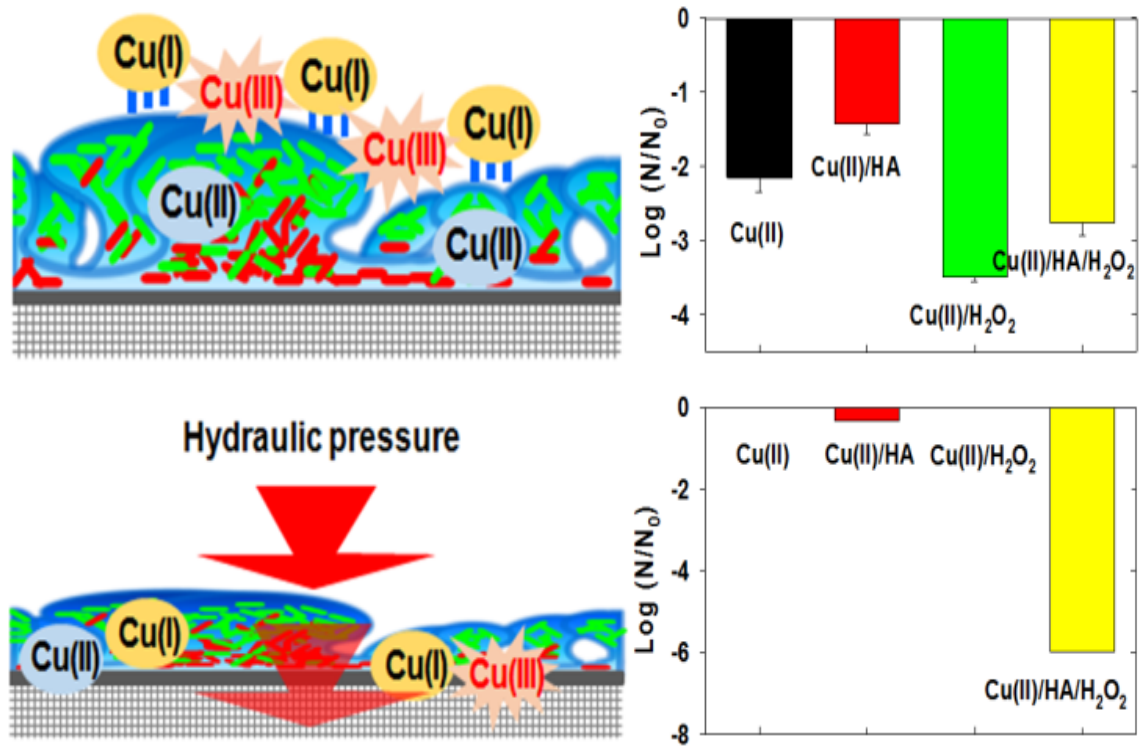 Cu(I)
Cu(III)
Cu(I)
Cu(III)
Cu(I)
Cu(II)
Cu(II)
0
-1
-2
-3
-4
Log (N/N₀)
Cu(II)
Cu(II)/HA
Cu(II)/H₂O₂
Cu(II)/HA/H₂O₂
Hydraulic pressure
Cu(II)
Cu(I)
Cu(I)
Cu(III)
0
-2
-4
-6
-8
Log (N/N₀)
Cu(II)
Cu(II)/HA
Cu(II)/H₂O₂
Cu(II)/HA/H₂O₂